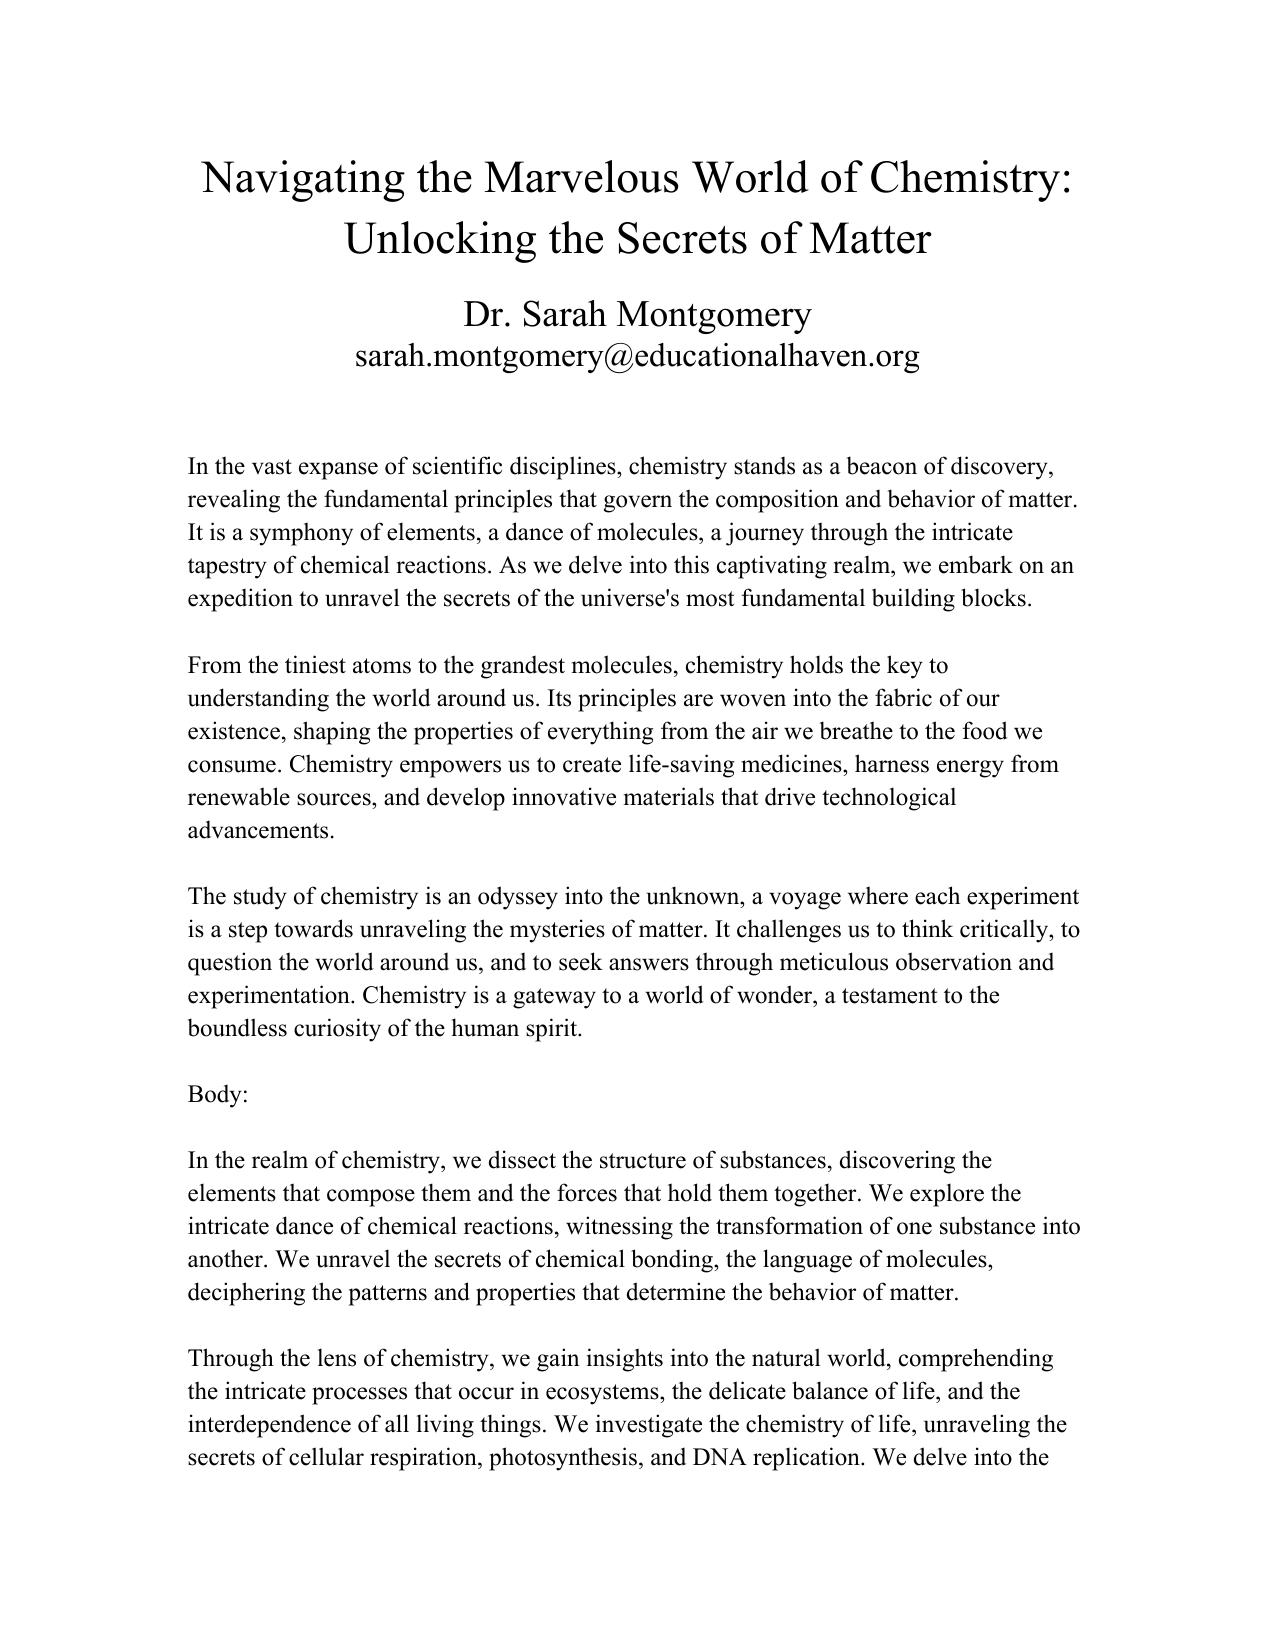 Navigating the Marvelous World of Chemistry:
Unlocking the Secrets of Matter
Dr. Sarah Montgomery
sarah.montgomery@educationalhaven.org
In the vast expanse of scientific disciplines, chemistry stands as a beacon of discovery,
revealing the fundamental principles that govern the composition and behavior of matter.
It is a symphony of elements, a dance of molecules, a journey through the intricate
tapestry of chemical reactions. As we delve into this captivating realm, we embark on an
expedition to unravel the secrets of the universe's most fundamental building blocks.
From the tiniest atoms to the grandest molecules, chemistry holds the key to
understanding the world around us. Its principles are woven into the fabric of our
existence, shaping the properties of everything from the air we breathe to the food we
consume. Chemistry empowers us to create life-saving medicines, harness energy from
renewable sources, and develop innovative materials that drive technological
advancements.
The study of chemistry is an odyssey into the unknown, a voyage where each experiment
is a step towards unraveling the mysteries of matter. It challenges us to think critically, to
question the world around us, and to seek answers through meticulous observation and
experimentation. Chemistry is a gateway to a world of wonder, a testament to the
boundless curiosity of the human spirit.
Body:
In the realm of chemistry, we dissect the structure of substances, discovering the
elements that compose them and the forces that hold them together. We explore the
intricate dance of chemical reactions, witnessing the transformation of one substance into
another. We unravel the secrets of chemical bonding, the language of molecules,
deciphering the patterns and properties that determine the behavior of matter.
Through the lens of chemistry, we gain insights into the natural world, comprehending
the intricate processes that occur in ecosystems, the delicate balance of life, and the
interdependence of all living things. We investigate the chemistry of life, unraveling the
secrets of cellular respiration, photosynthesis, and DNA replication. We delve into the